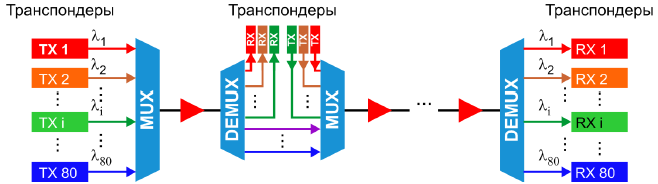 Транспондеры
Транспондеры
Транспондеры
TX 1
λ1
TX 2
λ2
TX i
λi
TX 80
λ80
MUX
DEMUX
RX
RX
RX
TX
TX
TX
MUX
...
DEMUX
λ1
RX 1
λ2
RX 2
λi
RX i
λ80
RX 80